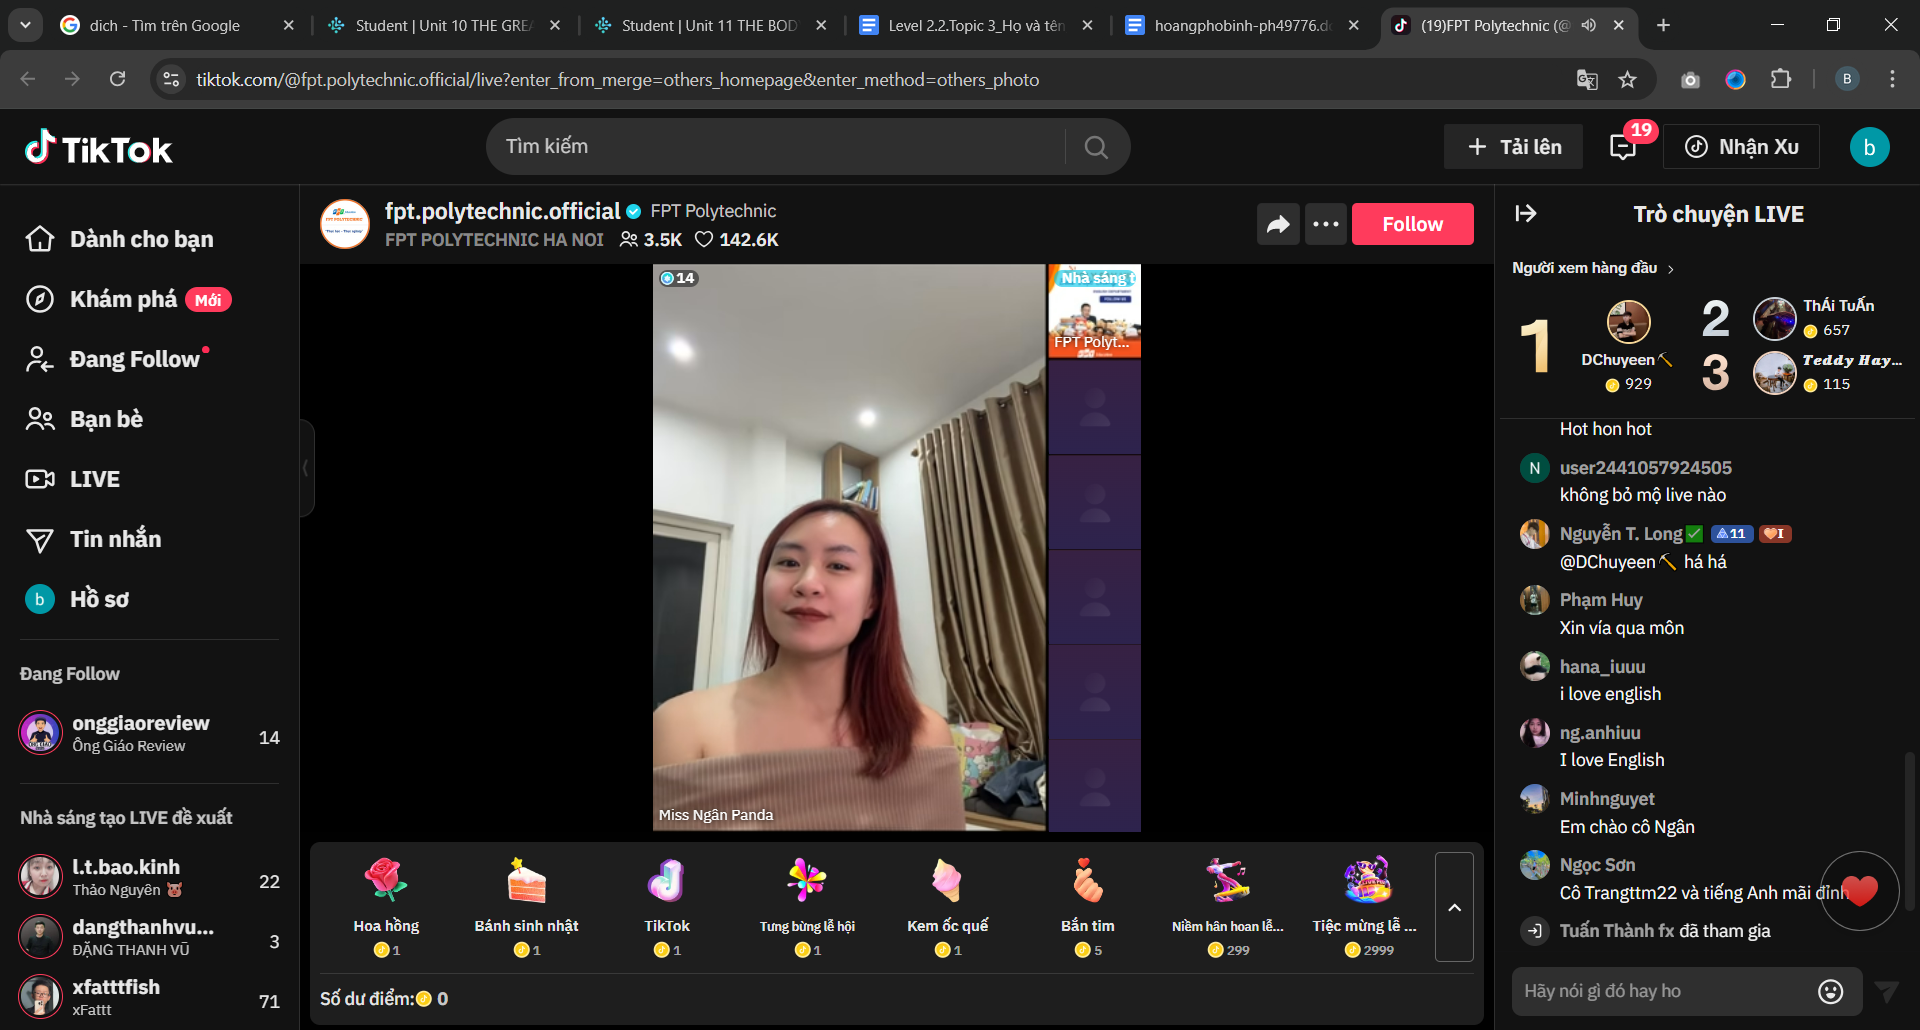 dich - Tìm trên Google
Student | Unit 10 THE GREA
Student | Unit 11 THE BODY
Level 2.2.Topic 3_Họ và tên
hoangphobinh-ph49776.do
(19)FPT Polytechnic (@
tiktok.com/@fpt.polytechnic.official/live?enter_from_merge=others_homepage&enter_method=others_photo
B
TikTok
Tìm kiếm
Tải lên
19
Nhận Xu
b
Dành cho bạn
Khám phá Mới
Đang Follow
Bạn bè
LIVE
Tin nhắn
b Hồ sơ
Đang Follow
onggiaoreview
Ông Giáo Review
14
Nhà sáng tạo LIVE đề xuất
l.t.bao.kinh
Thảo Nguyên 🐷
22
dangthanhvu...
ĐẶNG THANH VŨ
3
xfatttfish
xFattt
71
fpt.polytechnic.official FPT Polytechnic
FPT POLYTECHNIC HA NOI 3.5K 142.6K
Follow
14
Nhà sáng t
FPT Polyt...
Miss Ngân Panda
Hoa hồng
1
Bánh sinh nhật
1
TikTok
1
Tưng bừng lễ hội
1
Kem ốc quế
1
Bắn tim
5
Niềm hân hoan lễ...
299
Tiệc mừng lễ ...
2999
Số dư điểm: 0
Trò chuyện LIVE
Người xem hàng đầu
1
DChuyeen⛏
929
2
ThÁi TuẤn
657
3
Teddy Hay...
115
Hot hon hot
N user2441057924505
không bỏ mộ live nào
Nguyễn T. Long✅ 11 I
@DChuyeen⛏ há há
Phạm Huy
Xin vía qua môn
hana_iuuu
i love english
ng.anhiuu
I love English
Minhnguyet
Em chào cô Ngân
Ngọc Sơn
Cô Trangttm22 và tiếng Anh mãi đỉnh
Tuấn Thành fx đã tham gia
Hãy nói gì đó hay ho